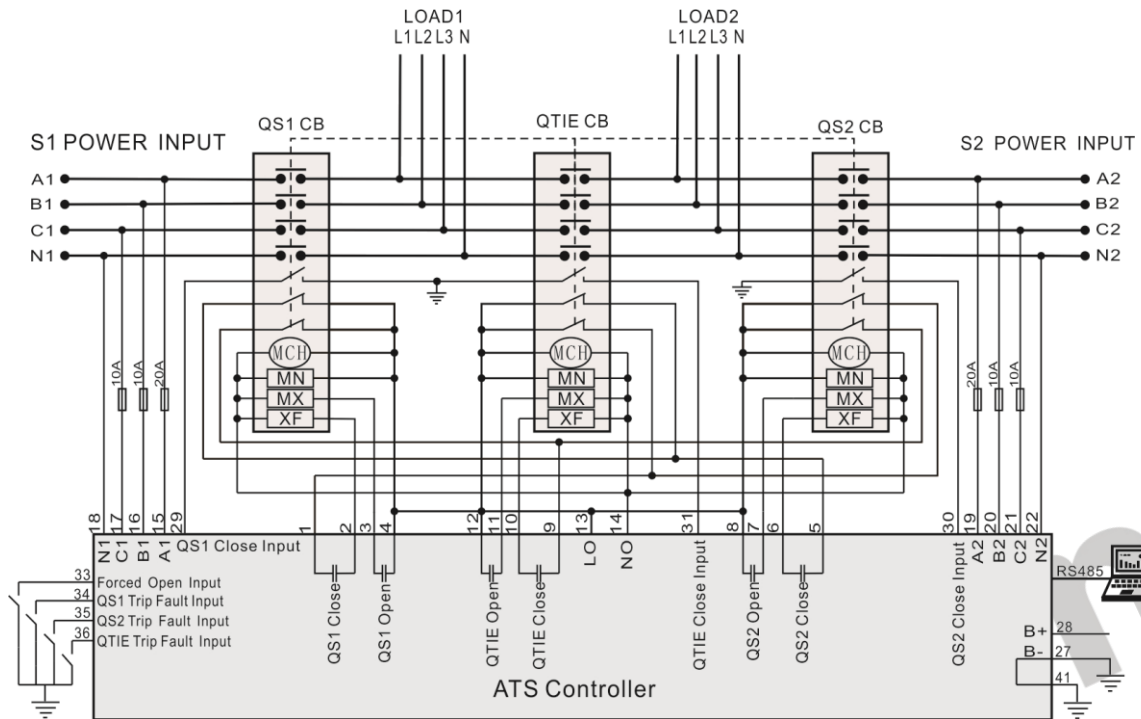 LOAD1
L1 L2 L3 N
LOAD2
L1 L2 L3 N
QS1 CB
QTIE CB
QS2 CB
S1 POWER INPUT
S2 POWER INPUT
A1
A2
B1
B2
C1
C2
N1
N2
MCH
MCH
MCH
MN
MN
MN
MX
MX
MX
XF
XF
XF
10A
10A
20A
20A
10A
10A
18
17
16
15
29
1
2
3
4
12
11
10
9
13
14
31
8
7
6
5
30
19
20
21
22
N1
C1
B1
A1
QS1 Close Input
LO
NO
QTIE Close Input
QS2 Close Input
A2
B2
C2
N2
QS1 Close
QS1 Open
QTIE Open
QTIE Close
QS2 Open
QS2 Close
33 Forced Open Input
34 QS1 Trip Fault Input
35 QS2 Trip Fault Input
36 QTIE Trip Fault Input
RS485
B+ 28
B- 27
41
ATS Controller